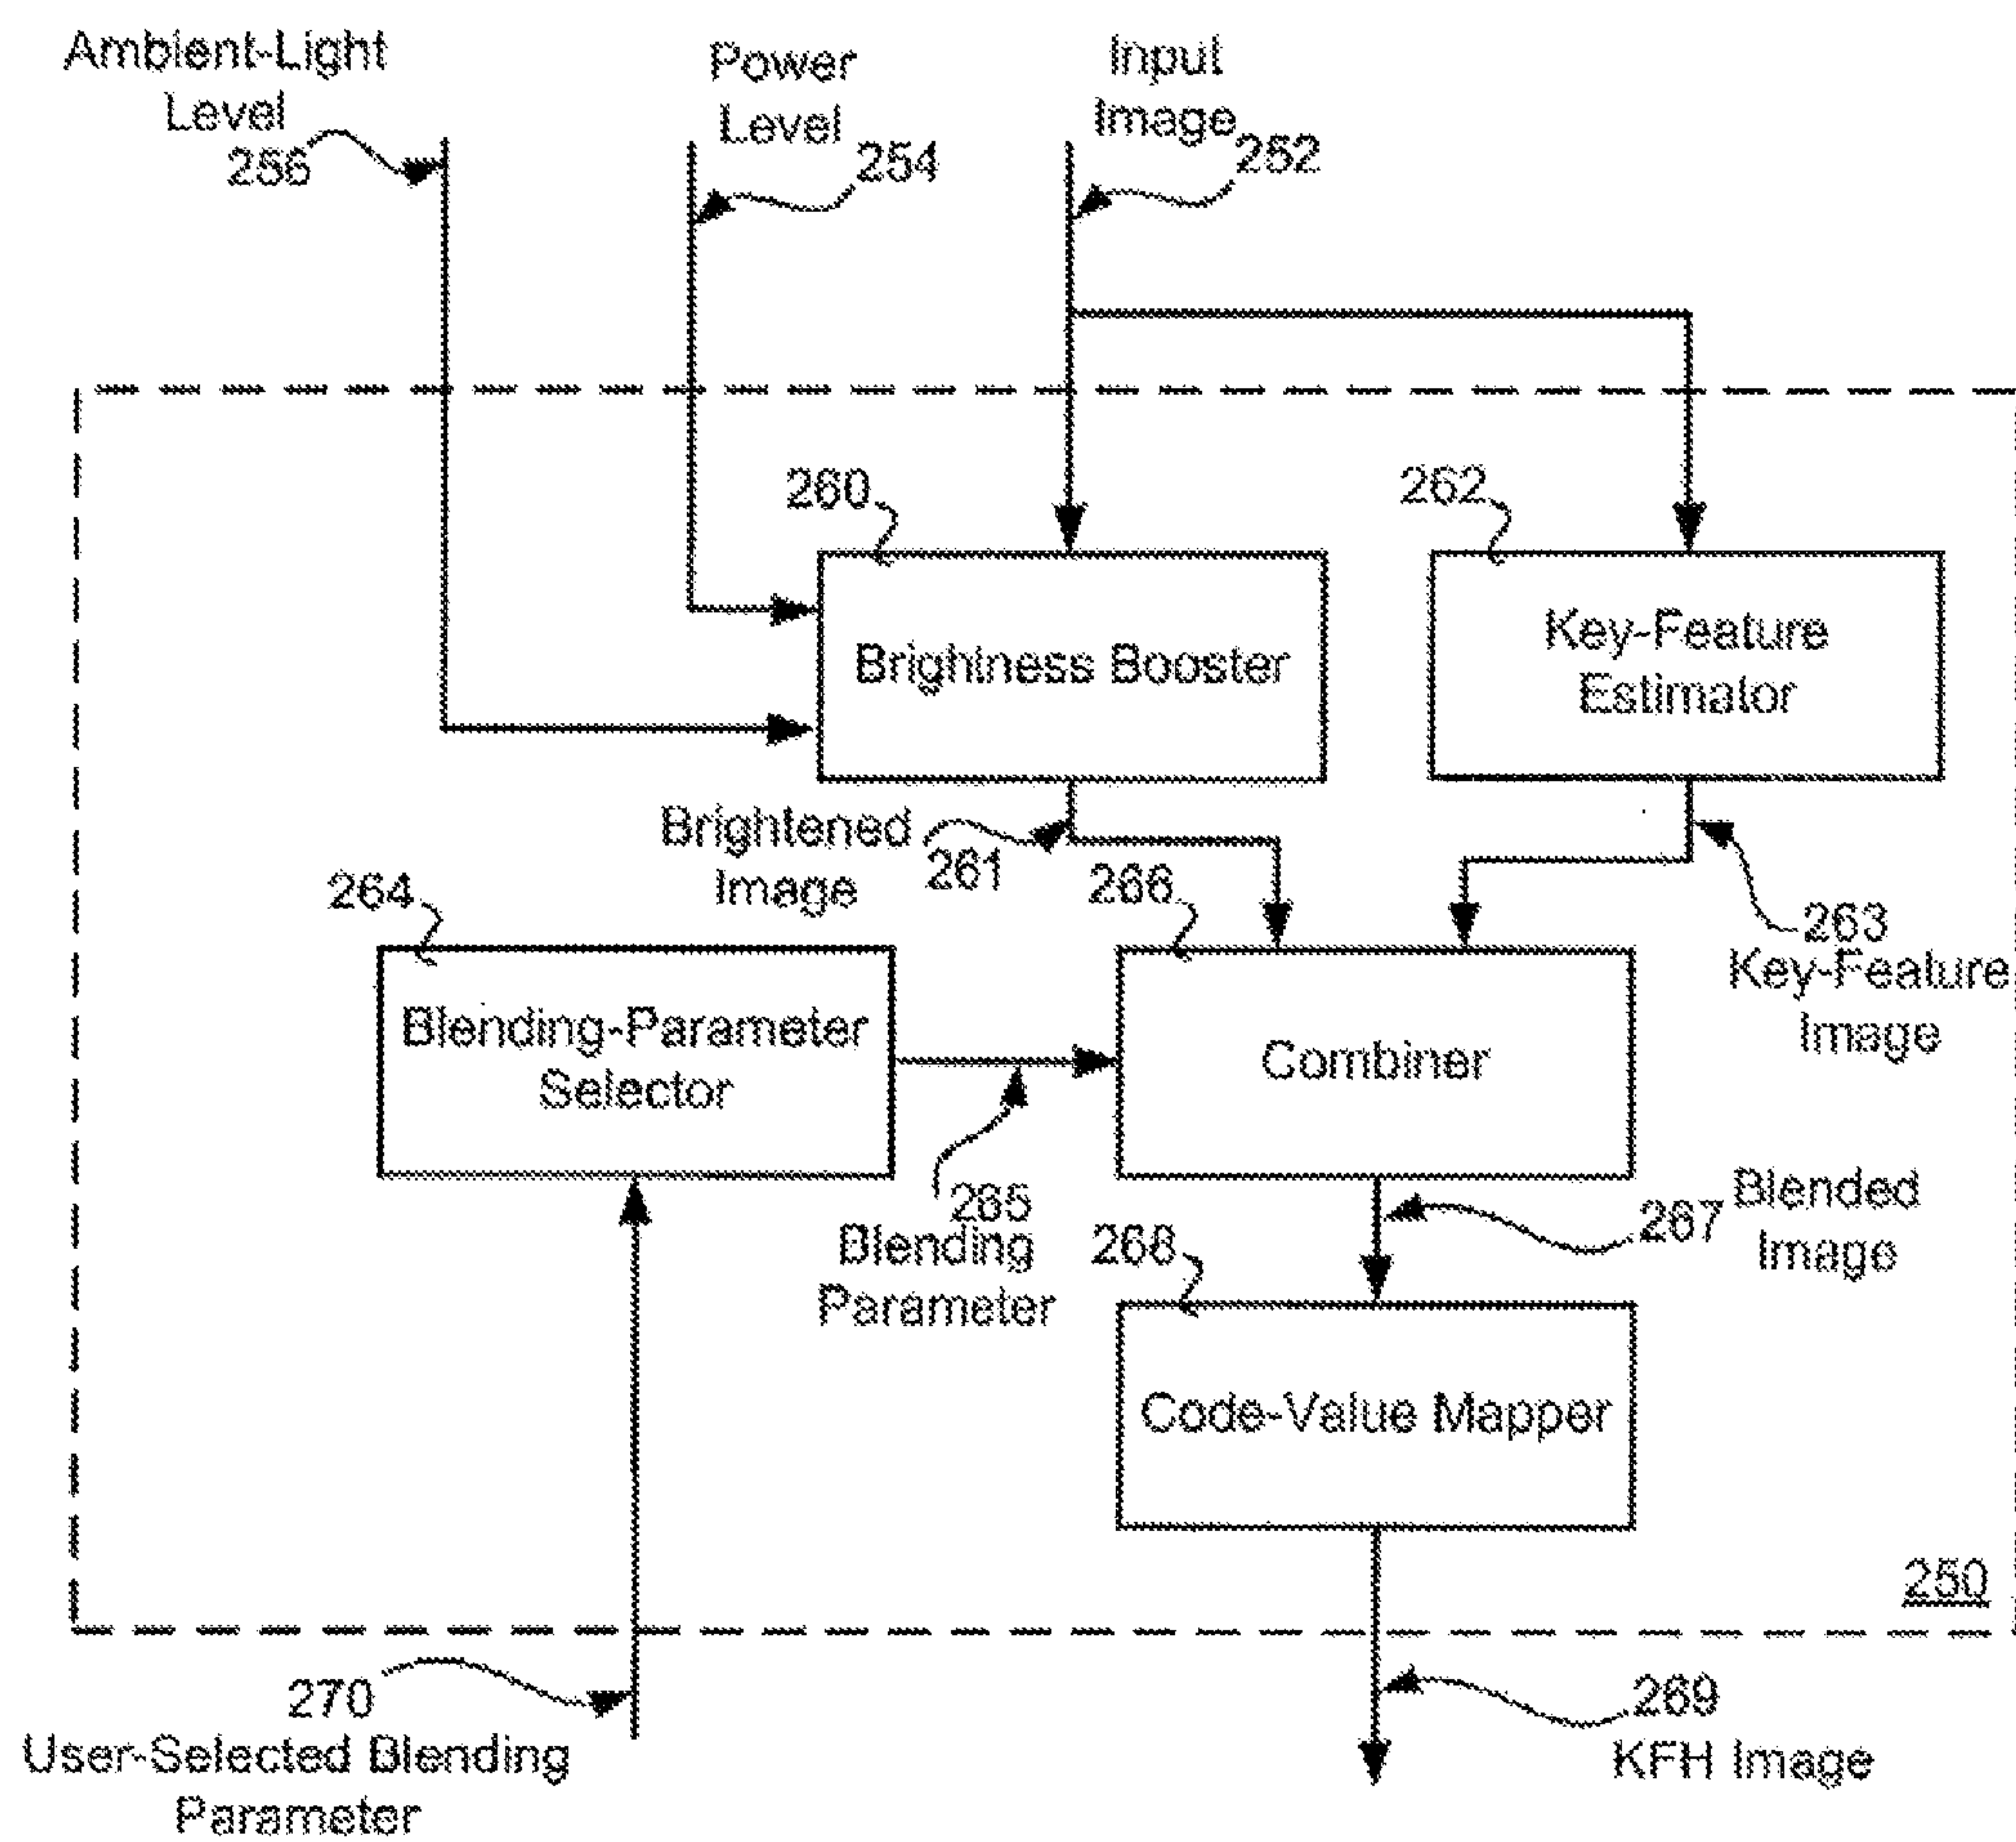 Ambient-Light
Level
256
Power
Level
254
Input
Image
252
260
262
Brightness Booster
Key-Feature
Estimator
Brightened
Image
261
264
266
263
Key-Feature
Image
Blending-Parameter
Selector
Combiner
265
Blending
Parameter
267
Blended
Image
268
Code-Value Mapper
250
270
User-Selected Blending
Parameter
269
KFH Image